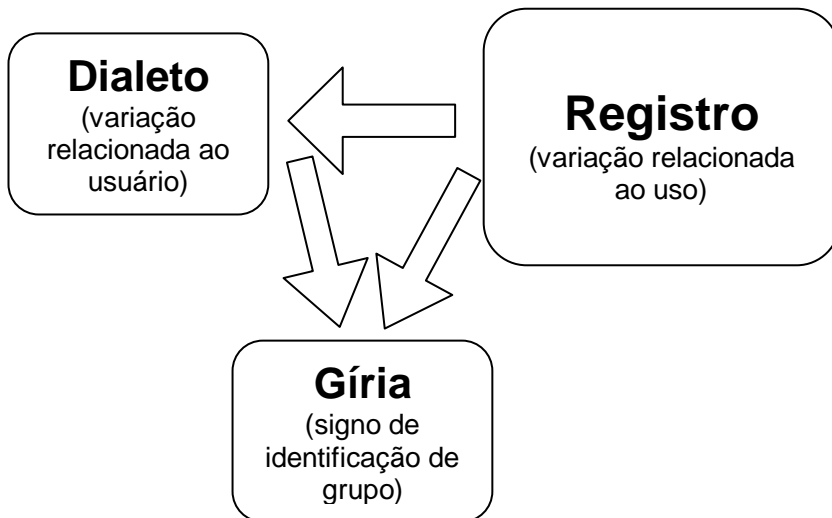 Dialeto
(variação
relacionada ao
usuário)
Registro
(variação relacionada
ao uso)
Gíria
(signo de
identificação de
grupo)